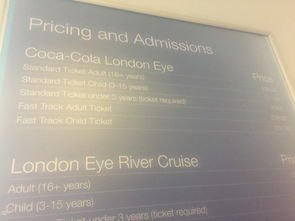 Pricing and Admissions
Coca-Cola London Eye
Price
Standard Ticket Adult (16+ years)
Standard Ticket Child (3-15 years)
Standard Ticket under 3 years (ticket required)
Fast Track Adult Ticket
Fast Track Child Ticket
London Eye River Cruise
Adult (16+ years)
Child (3-15 years)
Ticket under 3 years (ticket required)